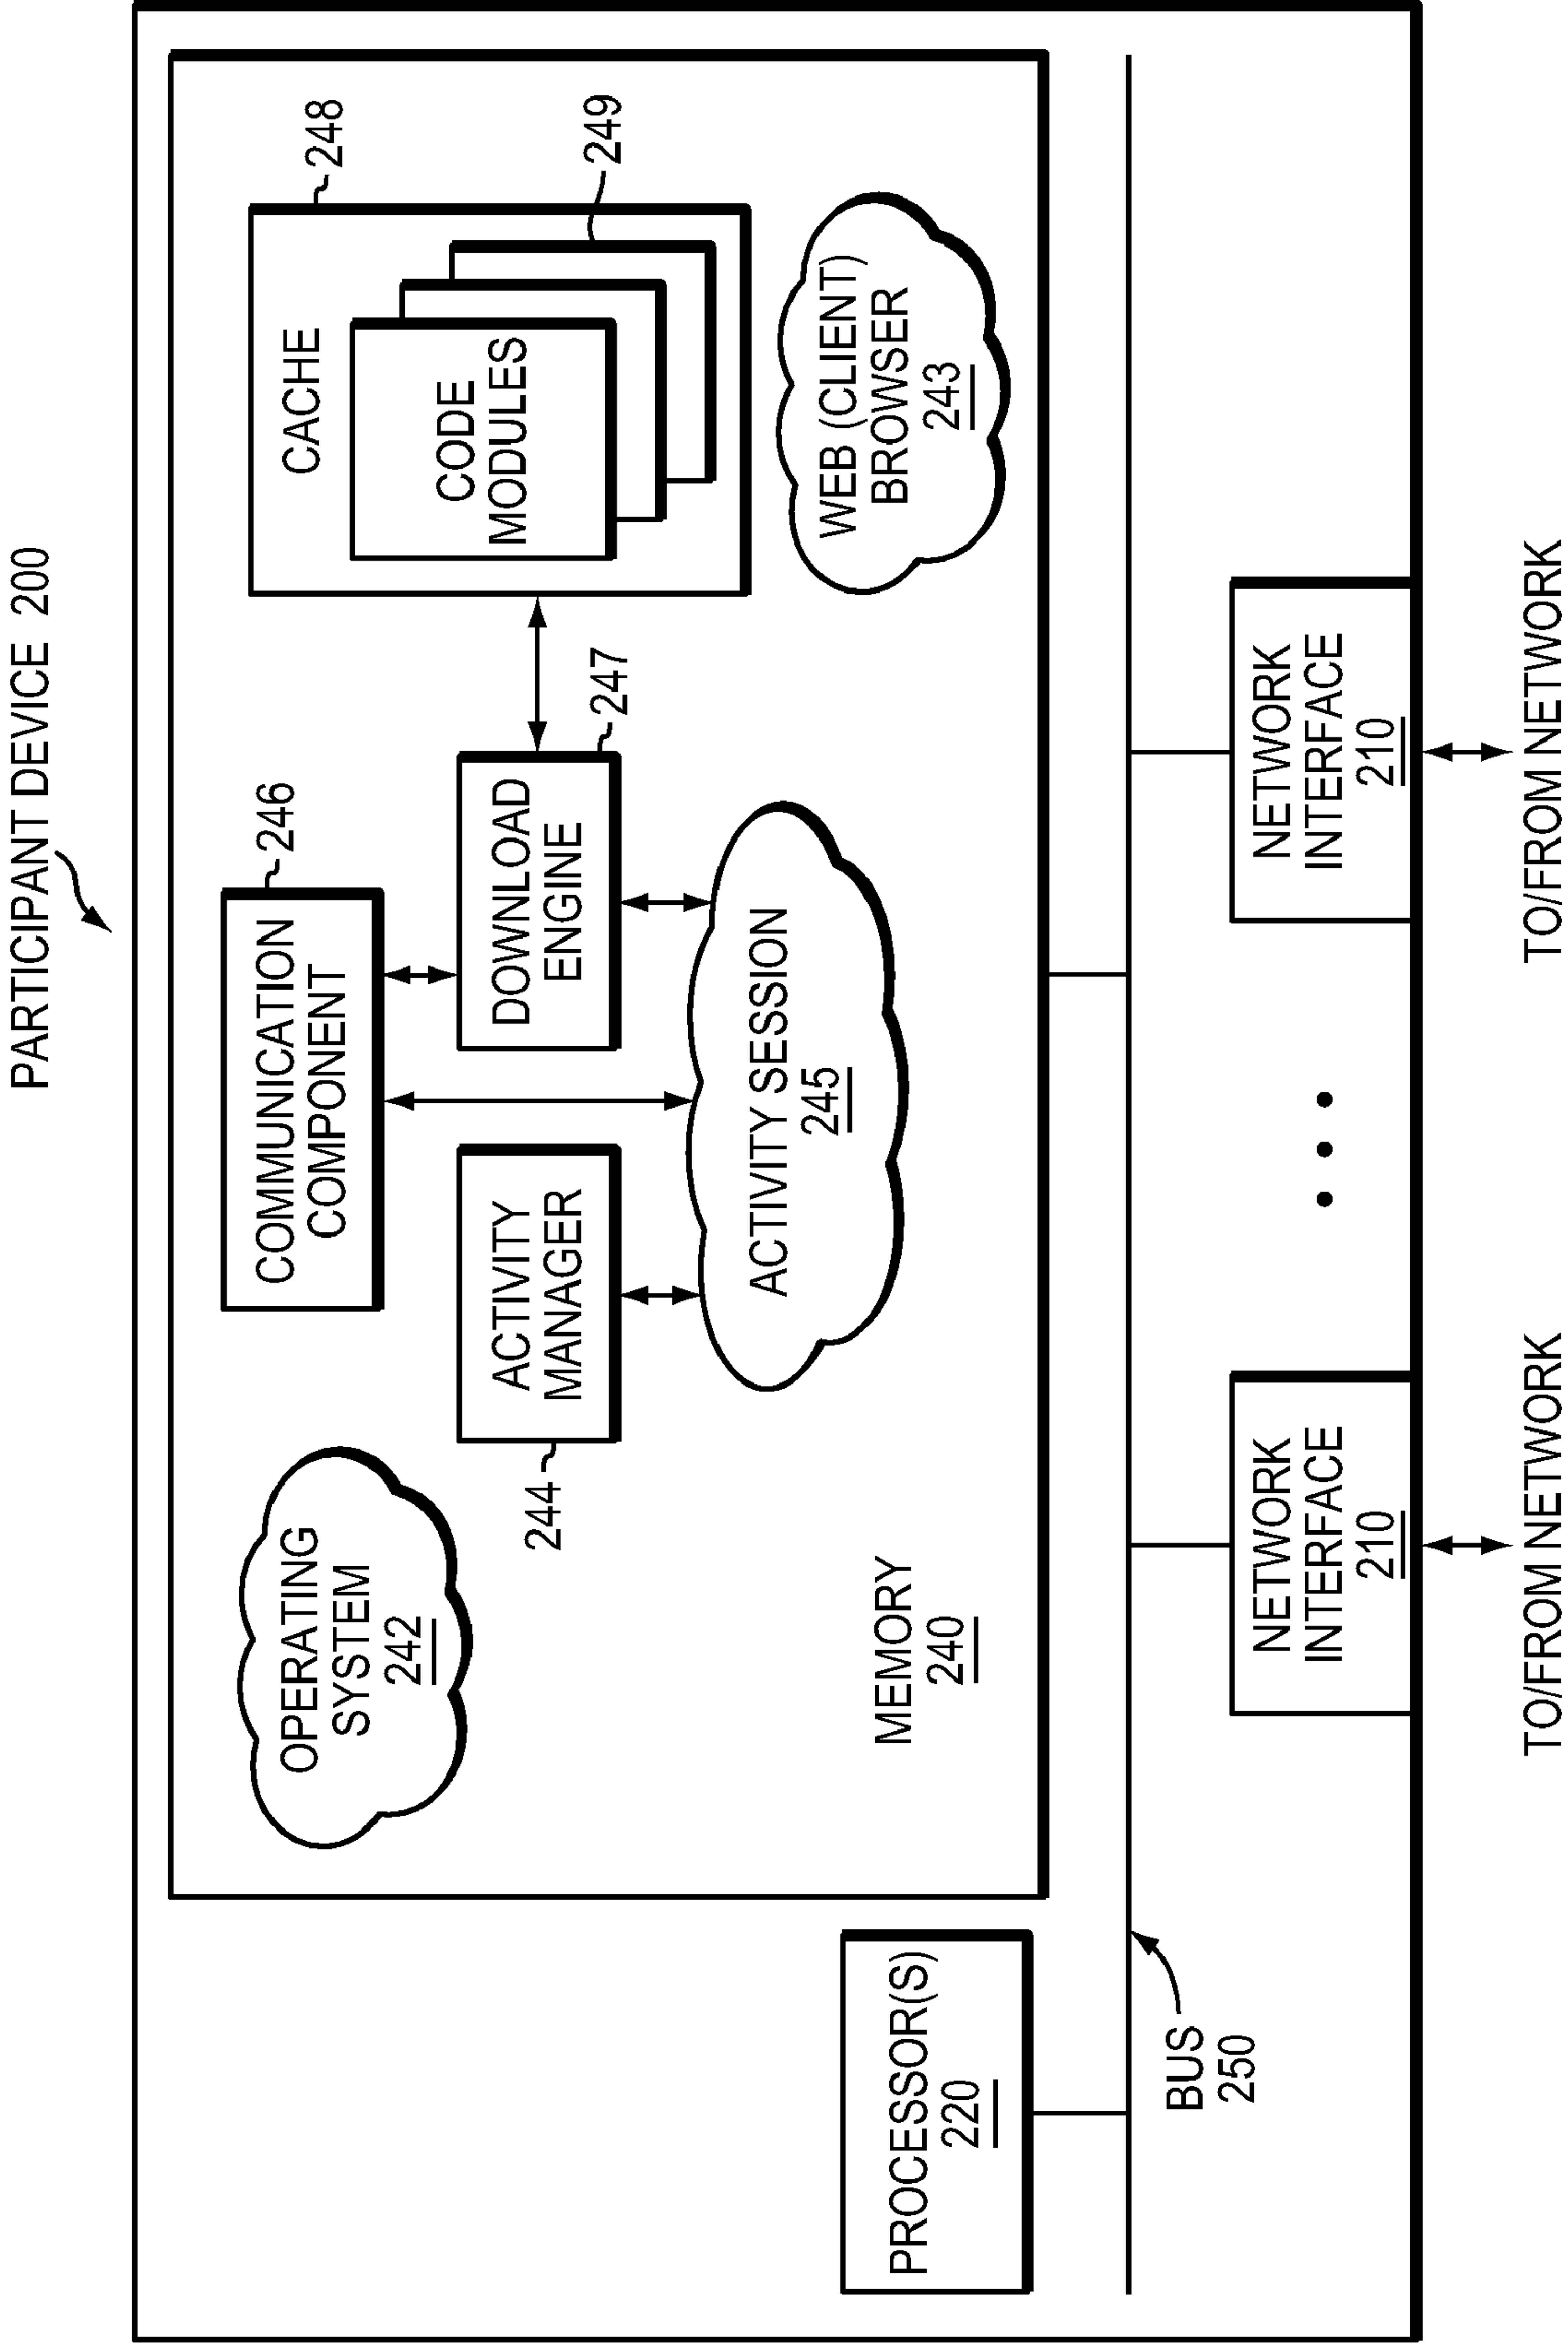 PARTICIPANT DEVICE 200
OPERATING
SYSTEM
242
COMMUNICATION
COMPONENT
246
ACTIVITY
MANAGER
244
DOWNLOAD
ENGINE
247
CACHE
248
CODE
MODULES
249
ACTIVITY SESSION
245
WEB (CLIENT)
BROWSER
243
MEMORY
240
PROCESSOR(S)
220
BUS
250
NETWORK
INTERFACE
210
NETWORK
INTERFACE
210
TO/FROM NETWORK
TO/FROM NETWORK